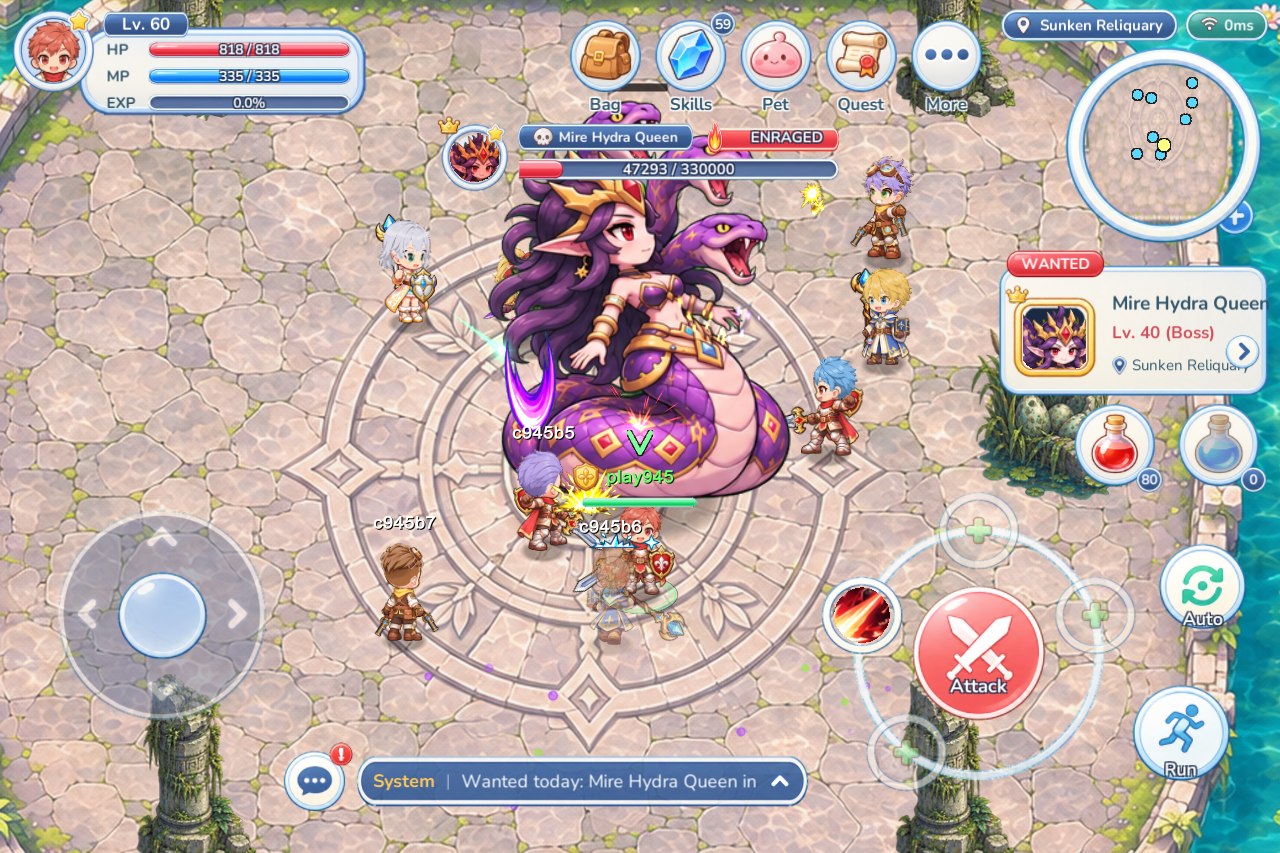 Lv. 60
HP 818 / 818
MP 335 / 335
EXP 0.0%
Bag
59
Skills
Pet
Quest
More
Sunken Reliquary
0ms
Mire Hydra Queen
ENRAGED
47293 / 330000
WANTED
Mire Hydra Queen
Lv. 40 (Boss)
Sunken Reliquary
80
0
c945b5
play945
c945b6
c945b7
Auto
Attack
Run
System | Wanted today: Mire Hydra Queen in